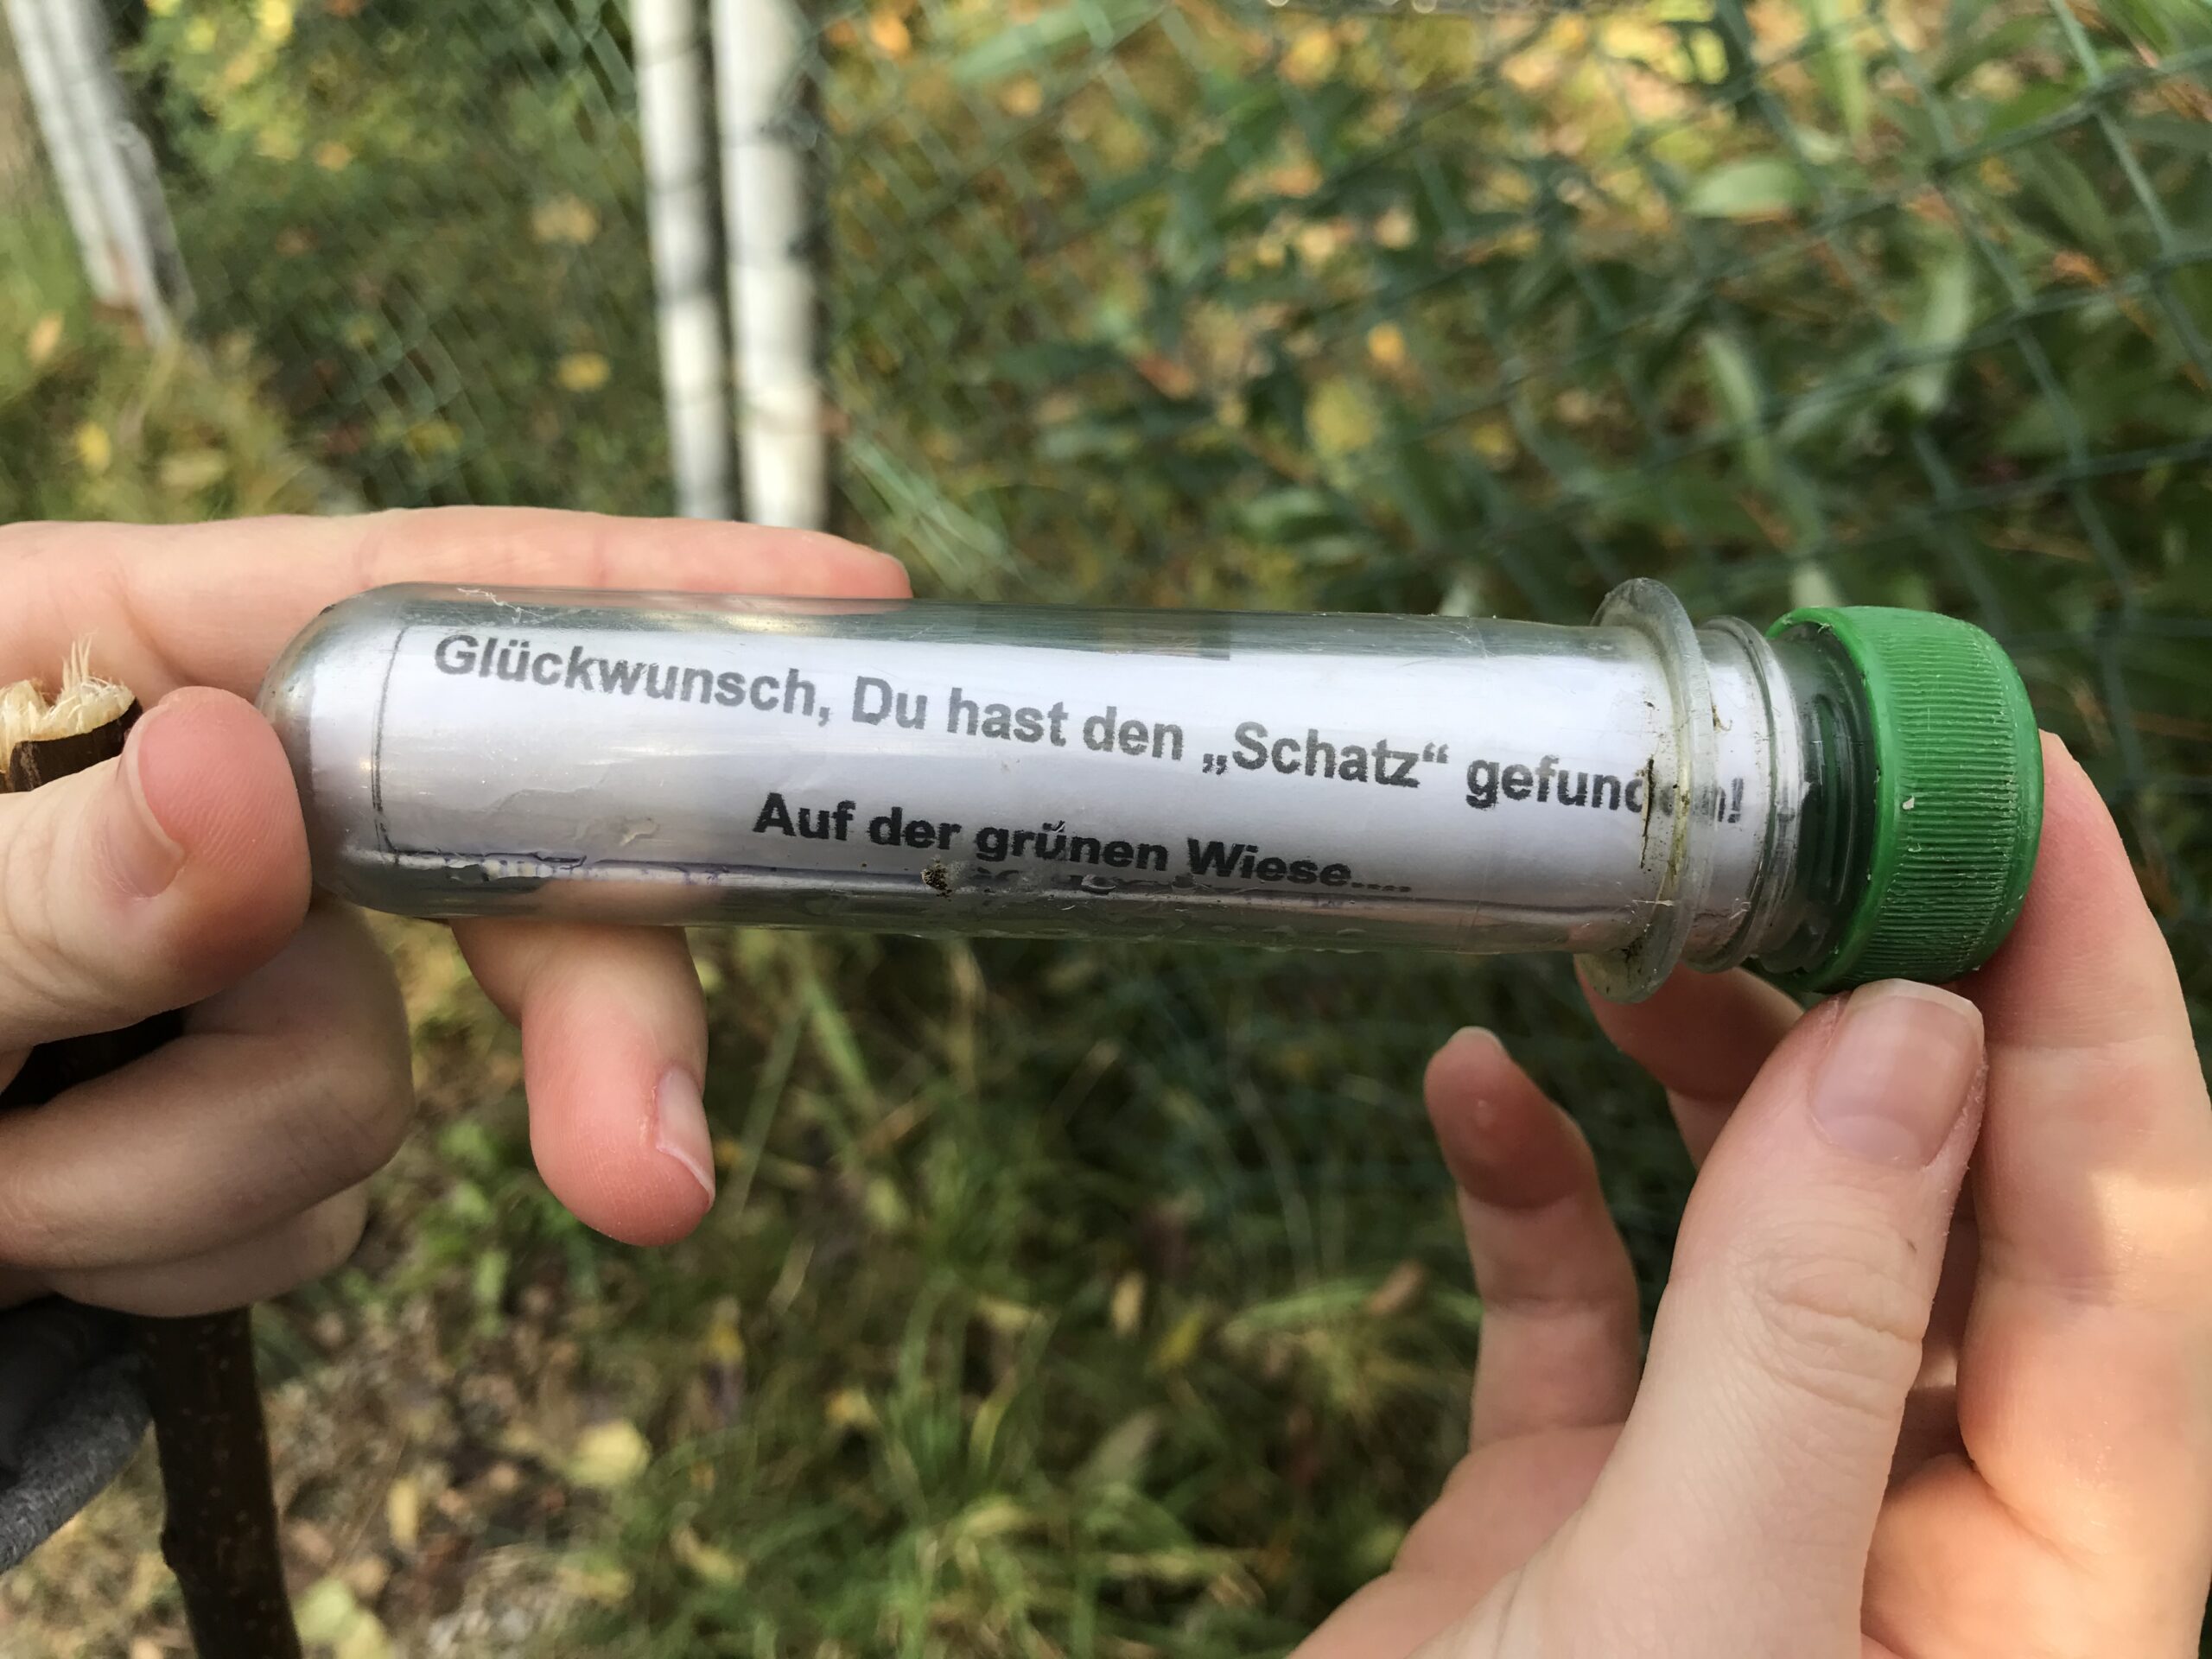 Glückwunsch, Du hast den „Schatz“ gefunden!
Auf der grünen Wiese....